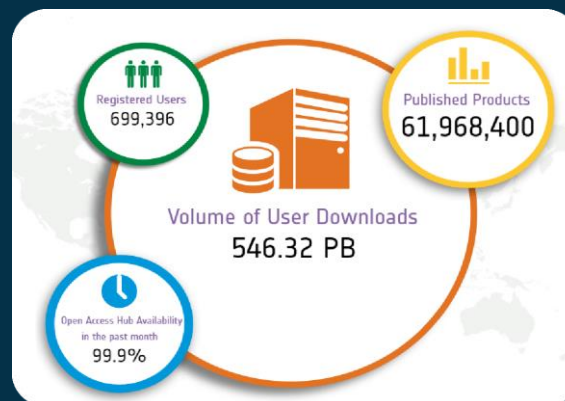 Registered Users
699,396
Published Products
61,968,400
Volume of User Downloads
546.32 PB
Open Access Hub Availability
in the past month
99.9%